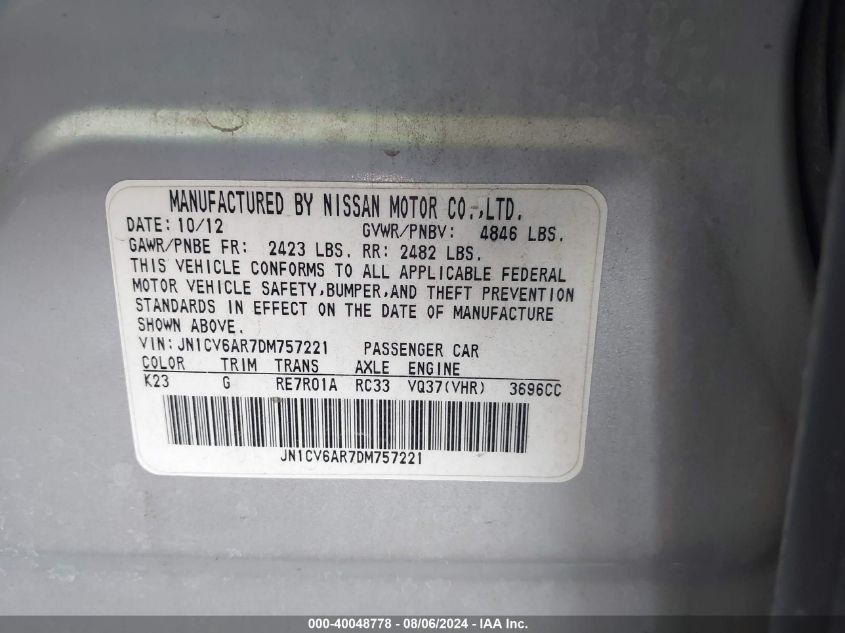 MANUFACTURED BY NISSAN MOTOR CO.,LTD.
DATE: 10/12 GVWR/PNBV: 4846 LBS.
GAWR/PNBE FR: 2423 LBS. RR: 2482 LBS.
THIS VEHICLE CONFORMS TO ALL APPLICABLE FEDERAL
MOTOR VEHICLE SAFETY,BUMPER,AND THEFT PREVENTION
STANDARDS IN EFFECT ON THE DATE OF MANUFACTURE
SHOWN ABOVE.
VIN:JN1CV6AR7DM757221 PASSENGER CAR
COLOR TRIM TRANS AXLE ENGINE
K23 G RE7R01A RC33 VQ37(VHR) 3696CC
JN1CV6AR7DM757221
000-40048778 - 08/06/2024 - IAA Inc.